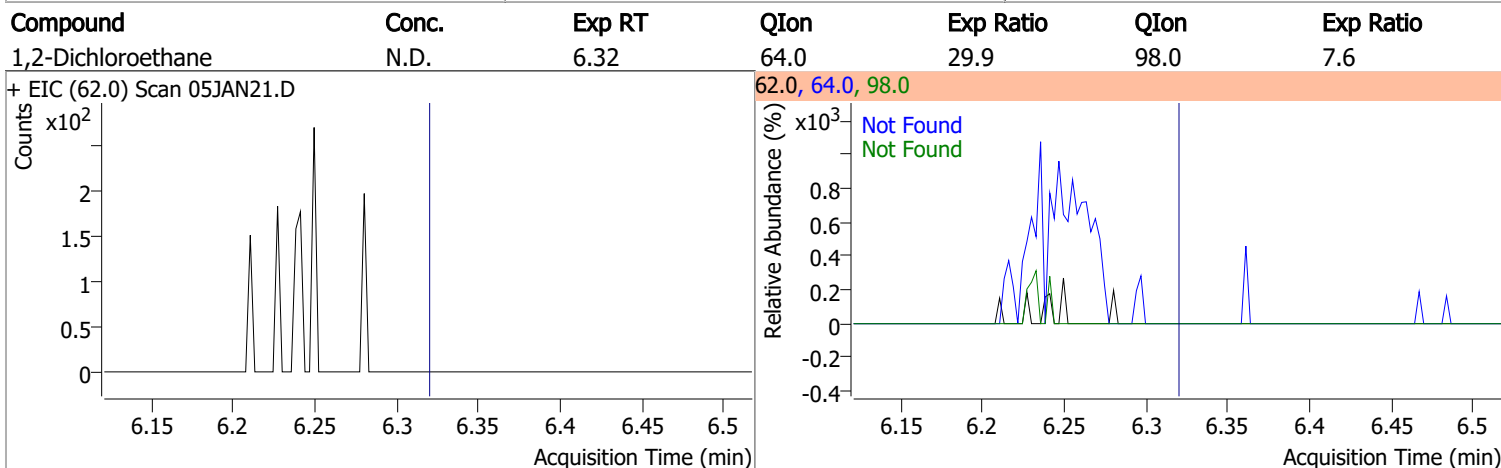 Compound Conc. Exp RT QIon Exp Ratio QIon Exp Ratio
1,2-Dichloroethane N.D. 6.32 64.0 29.9 98.0 7.6
+ EIC (62.0) Scan 05JAN21.D
Counts
x10²
2
1.5
1
0.5
0
6.15 6.2 6.25 6.3 6.35 6.4 6.45 6.5
Acquisition Time (min)
62.0, 64.0, 98.0
Relative Abundance (%)
x10³
Not Found
Not Found
0.8
0.6
0.4
0.2
0
-0.2
-0.4
6.15 6.2 6.25 6.3 6.35 6.4 6.45 6.5
Acquisition Time (min)